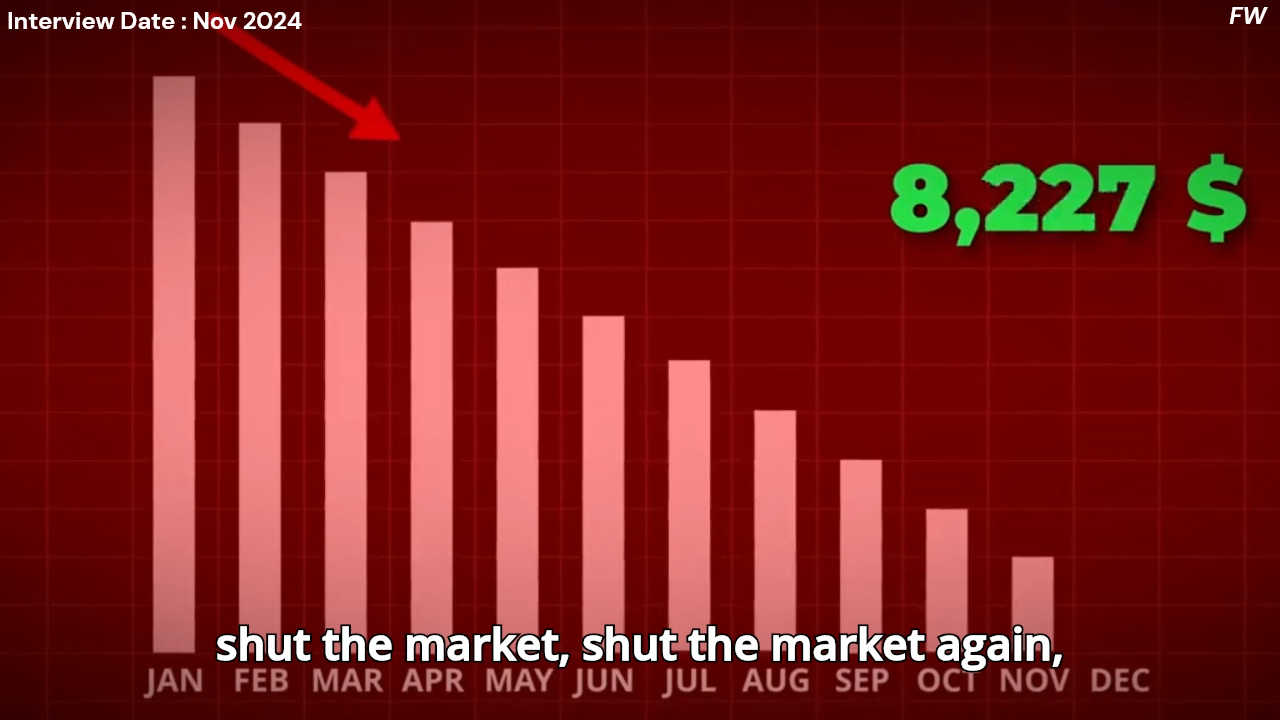 Interview Date : Nov 2024
FW
8,227 $
shut the market, shut the market again,
JAN FEB MAR APR MAY JUN JUL AUG SEP OCT NOV DEC